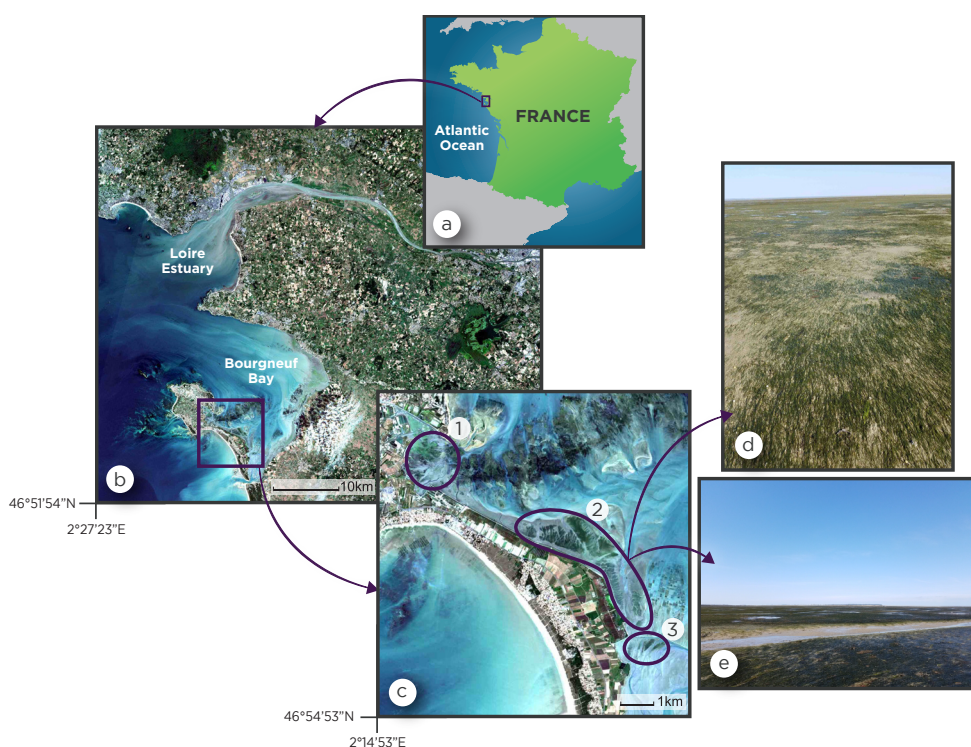 FRANCE
Atlantic
Ocean
a
Loire
Estuary
Bourgneuf
Bay
b
10km
46°51'54"N
2°27'23"E
1
2
3
c
1km
46°54'53"N
2°14'53"E
d
e